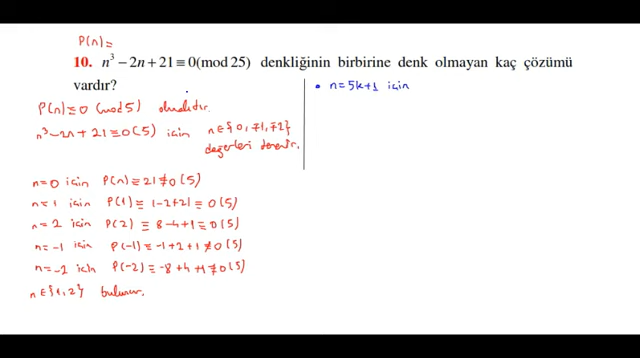 P(n)=
10. n³ − 2n + 21 ≡ 0 (mod 25) denkliğinin birbirine denk olmayan kaç çözümü
vardır?
P(n) ≡ 0 (mod 5) olmalıdır.
n³ − 2n + 21 ≡ 0 (5) için n ∈ {0, ∓1, ∓2}
değerleri denenir.
n=0 için P(n) ≡ 21 ≢ 0 (5)
n=1 için P(1) ≡ 1−2+21 ≡ 0 (5)
n=2 için P(2) ≡ 8−4+1 ≡ 0 (5)
n=−1 için P(−1) ≡ −1+2+1 ≢ 0 (5)
n=−2 için P(−2) ≡ −8+4+1 ≢ 0 (5)
n ∈ {1,2} bulunur.
• n=5k+1 için